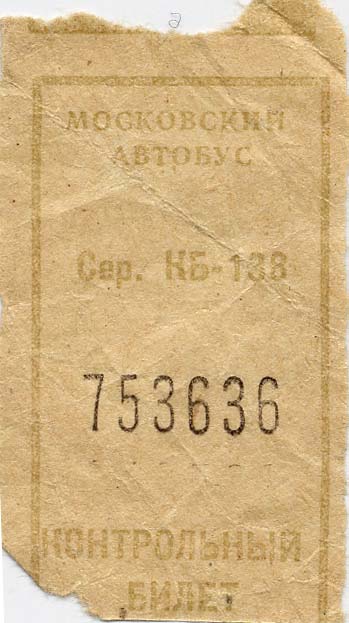 МОСКОВСКИЙ
АВТОБУС
Сер. КБ-138
753636
КОНТРОЛЬНЫЙ
БИЛЕТ